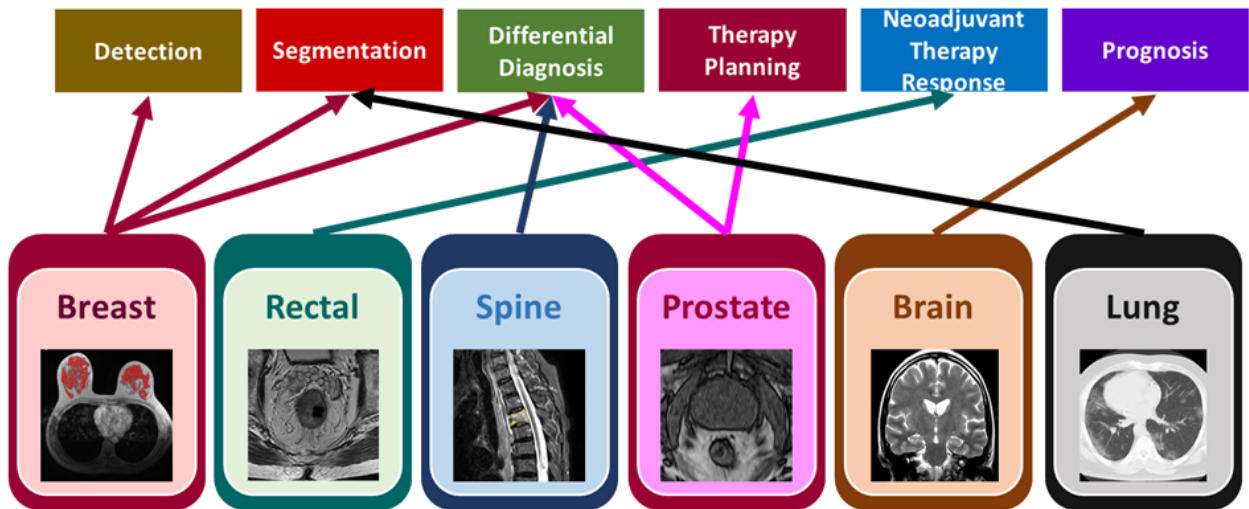 Detection
Segmentation
Differential
Diagnosis
Therapy
Planning
Neoadjuvant
Therapy
Response
Prognosis
Breast
Rectal
Spine
Prostate
Brain
Lung